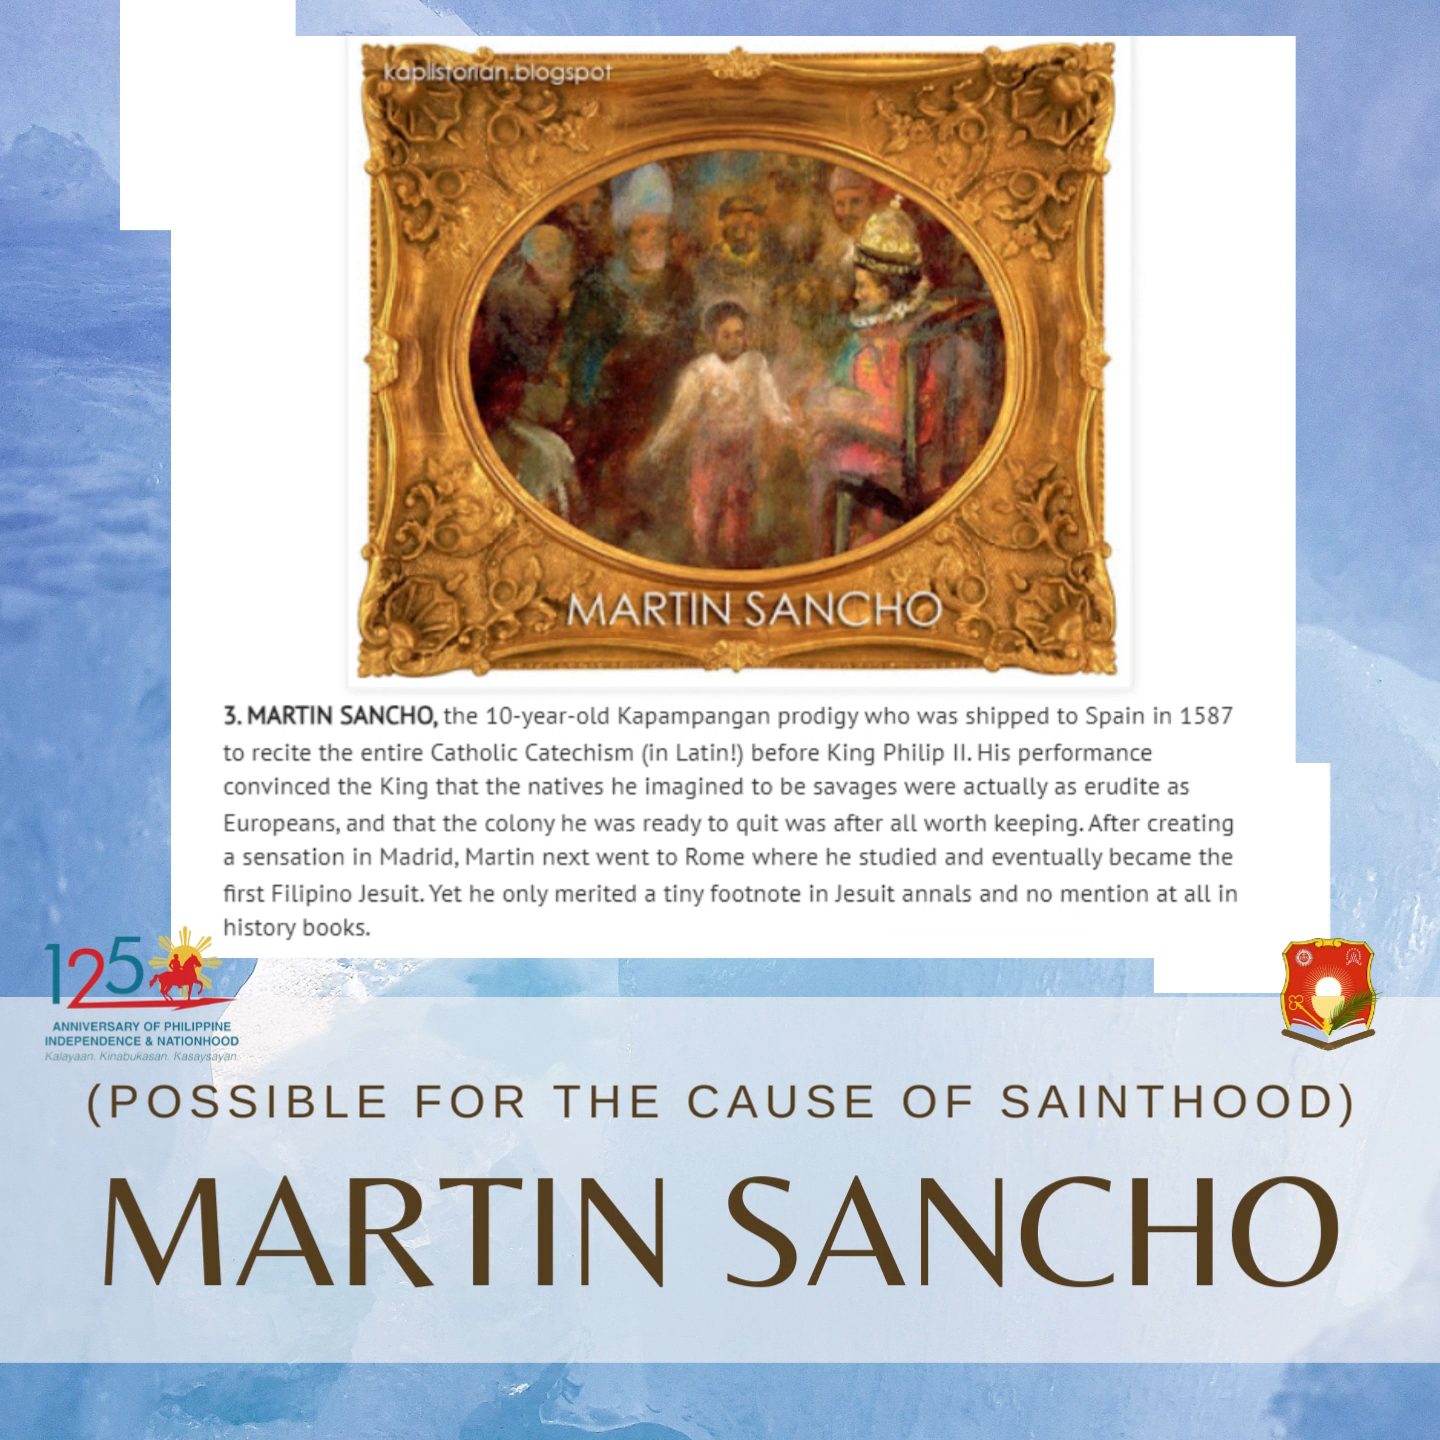 kapilstorian.blogspot
MARTIN SANCHO
3. MARTIN SANCHO, the 10-year-old Kapampangan prodigy who was shipped to Spain in 1587
to recite the entire Catholic Catechism (in Latin!) before King Philip II. His performance
convinced the King that the natives he imagined to be savages were actually as erudite as
Europeans, and that the colony he was ready to quit was after all worth keeping. After creating
a sensation in Madrid, Martin next went to Rome where he studied and eventually became the
first Filipino Jesuit. Yet he only merited a tiny footnote in Jesuit annals and no mention at all in
history books.
125
ANNIVERSARY OF PHILIPPINE
INDEPENDENCE & NATIONHOOD
Kalayaan. Kinabukasan. Kasaysayan.
(POSSIBLE FOR THE CAUSE OF SAINTHOOD)
MARTIN SANCHO